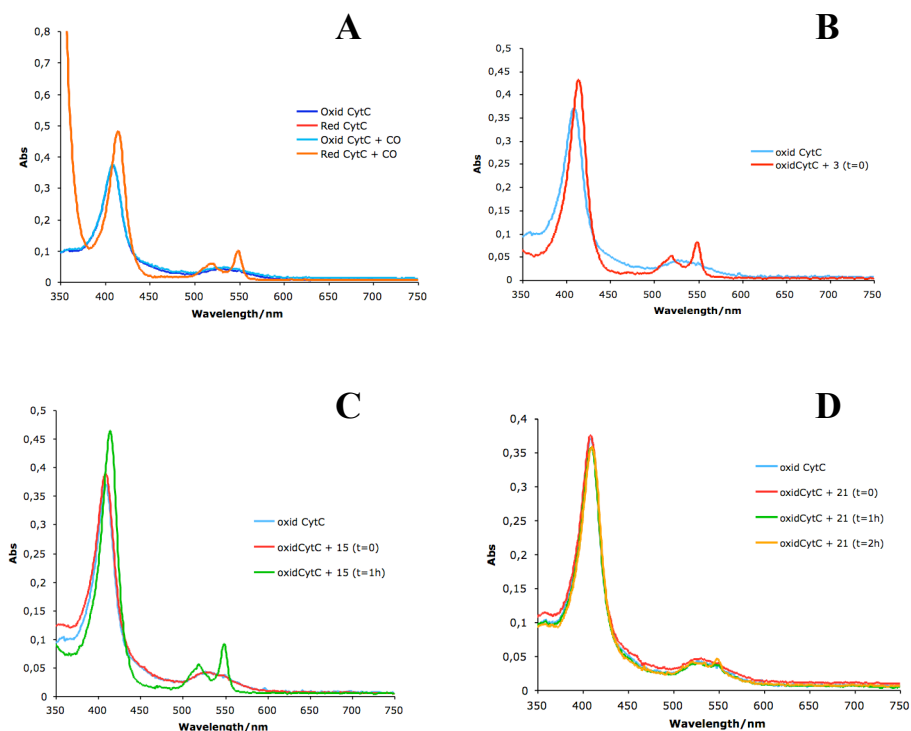 A
0,8
0,7
0,6
0,5
0,4
0,3
0,2
0,1
0
Abs
350 400 450 500 550 600 650 700 750
Wavelength/nm
Oxid CytC
Red CytC
Oxid CytC + CO
Red CytC + CO
B
0,5
0,45
0,4
0,35
0,3
0,25
0,2
0,15
0,1
0,05
0
Abs
350 400 450 500 550 600 650 700 750
Wavelength/nm
oxid CytC
oxidCytC + 3 (t=0)
C
0,5
0,45
0,4
0,35
0,3
0,25
0,2
0,15
0,1
0,05
0
Abs
350 400 450 500 550 600 650 700 750
Wavelength/nm
oxid CytC
oxidCytC + 15 (t=0)
oxidCytC + 15 (t=1h)
D
0,4
0,35
0,3
0,25
0,2
0,15
0,1
0,05
0
Abs
350 400 450 500 550 600 650 700 750
Wavelength/nm
oxid CytC
oxidCytC + 21 (t=0)
oxidCytC + 21 (t=1h)
oxidCytC + 21 (t=2h)